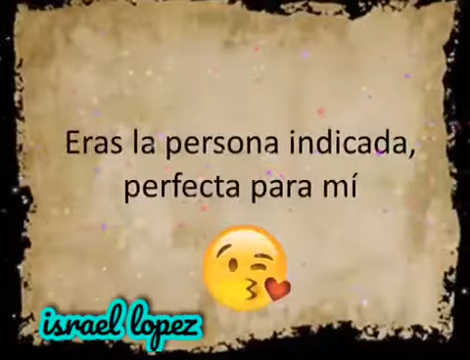 Eras la persona indicada,
perfecta para mí
israel lopez